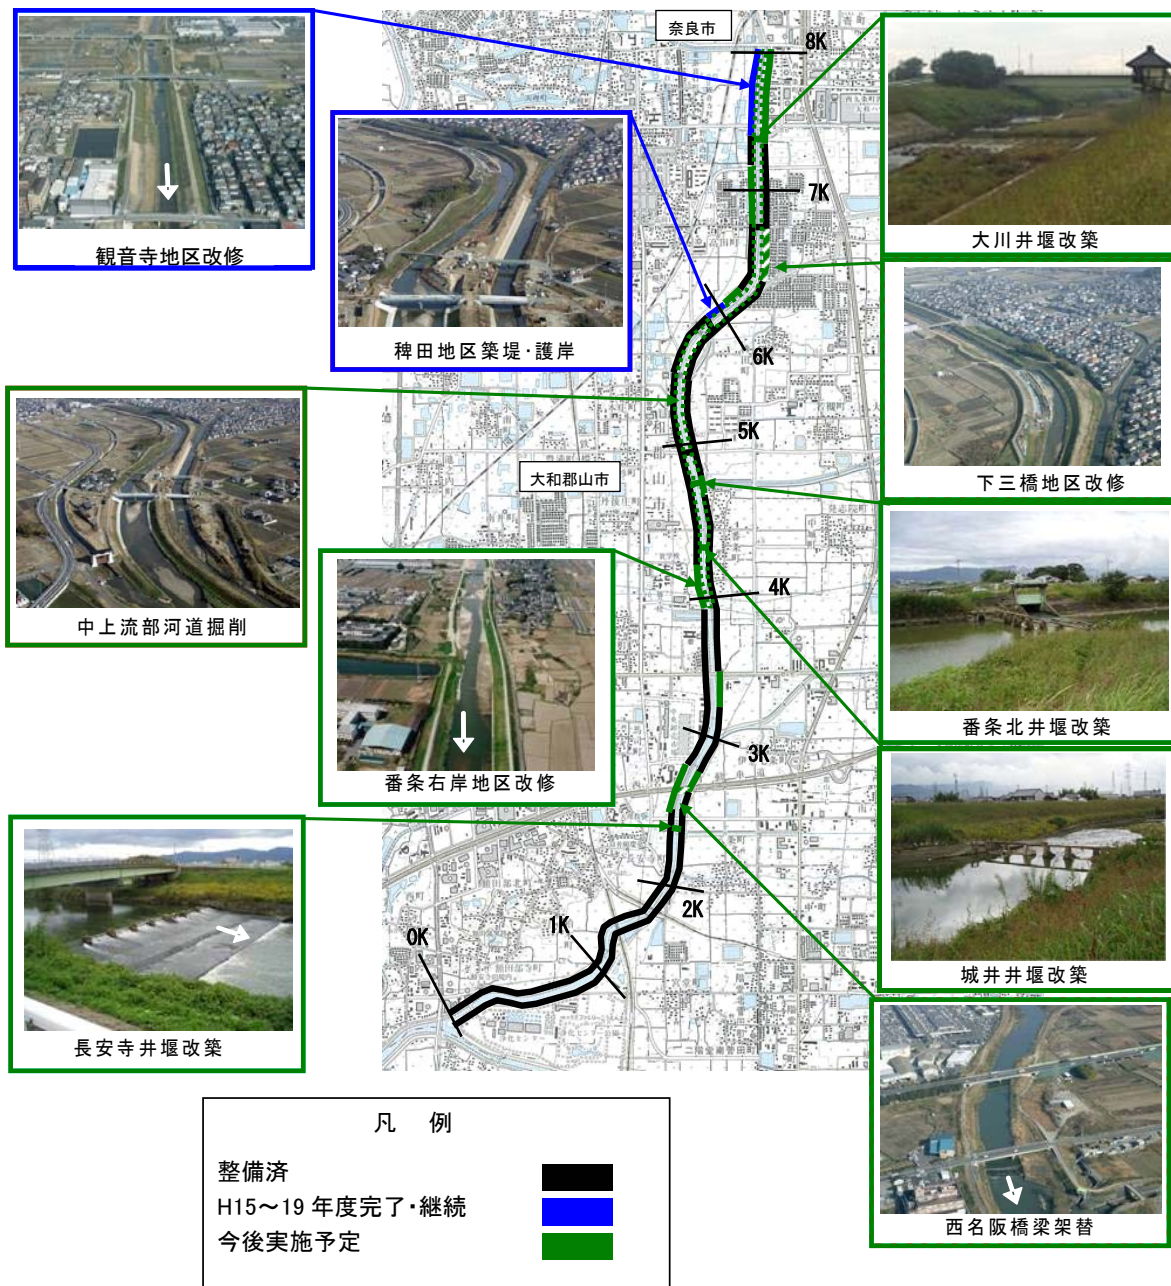 奈良市
8K
観音寺地区改修
稗田地区築堤・護岸
大川井堰改築
7K
6K
下三橋地区改修
5K
大和郡山市
中上流部河道掘削
4K
番条右岸地区改修
番条北井堰改築
3K
2K
1K
0K
長安寺井堰改築
城井井堰改築
西名阪橋梁架替
凡 例
整備済
H15～19年度完了・継続
今後実施予定